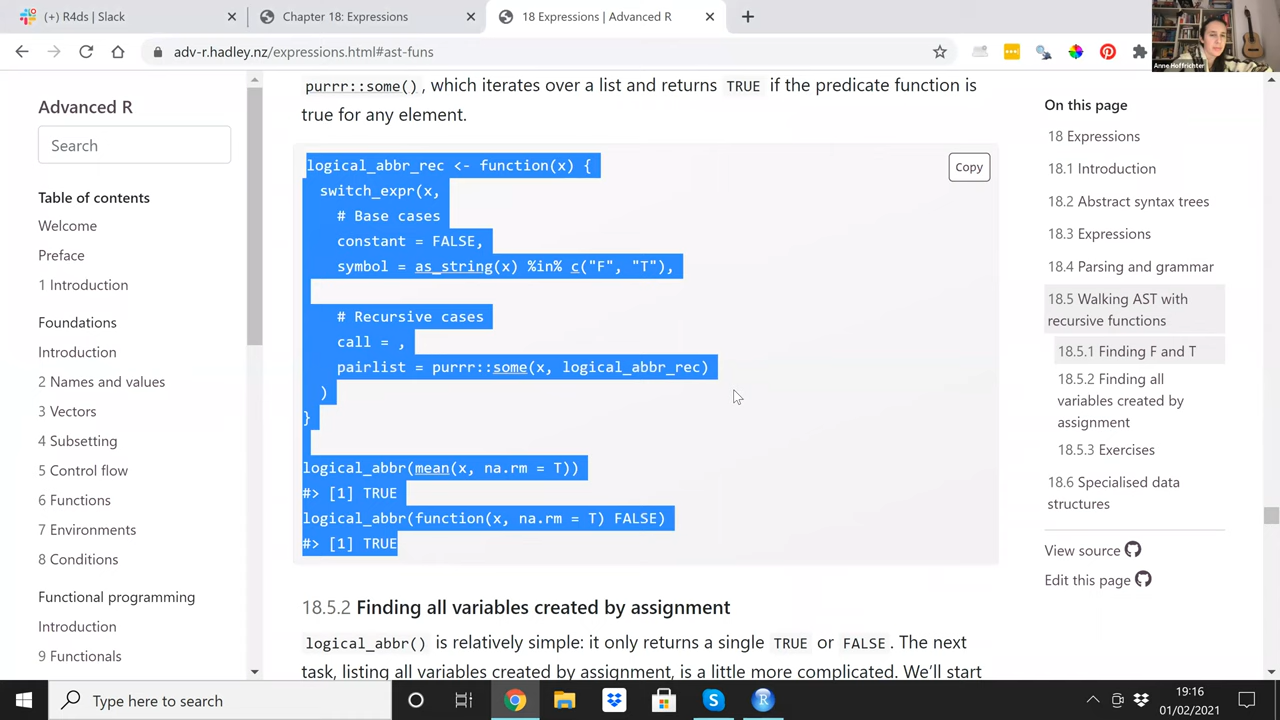 (+) R4ds | Slack
Chapter 18: Expressions
18 Expressions | Advanced R
adv-r.hadley.nz/expressions.html#ast-funs
Anne Hoffrichter
Advanced R
Search
Table of contents
Welcome
Preface
1 Introduction
Foundations
Introduction
2 Names and values
3 Vectors
4 Subsetting
5 Control flow
6 Functions
7 Environments
8 Conditions
Functional programming
Introduction
9 Functionals
purrr::some(), which iterates over a list and returns TRUE if the predicate function is
true for any element.
Copy
logical_abbr_rec <- function(x) {
switch_expr(x,
# Base cases
constant = FALSE,
symbol = as_string(x) %in% c("F", "T"),
# Recursive cases
call = ,
pairlist = purrr::some(x, logical_abbr_rec)
)
}
logical_abbr(mean(x, na.rm = T))
#> [1] TRUE
logical_abbr(function(x, na.rm = T) FALSE)
#> [1] TRUE
18.5.2 Finding all variables created by assignment
logical_abbr() is relatively simple: it only returns a single TRUE or FALSE. The next
task, listing all variables created by assignment, is a little more complicated. We’ll start
On this page
18 Expressions
18.1 Introduction
18.2 Abstract syntax trees
18.3 Expressions
18.4 Parsing and grammar
18.5 Walking AST with
recursive functions
18.5.1 Finding F and T
18.5.2 Finding all
variables created by
assignment
18.5.3 Exercises
18.6 Specialised data
structures
View source
Edit this page
Type here to search
19:16
01/02/2021